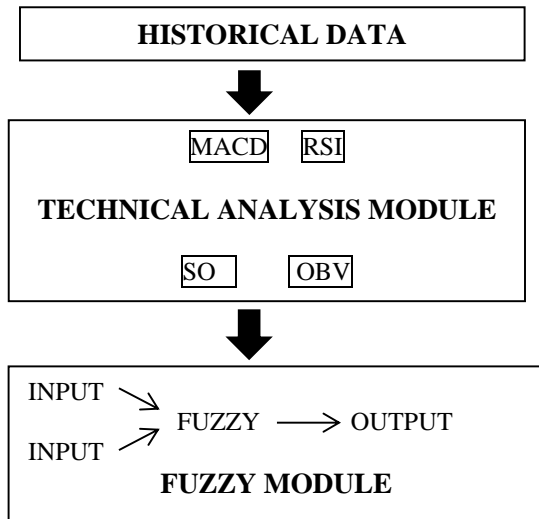 HISTORICAL DATA
MACD RSI
TECHNICAL ANALYSIS MODULE
SO OBV
INPUT
FUZZY OUTPUT
INPUT
FUZZY MODULE